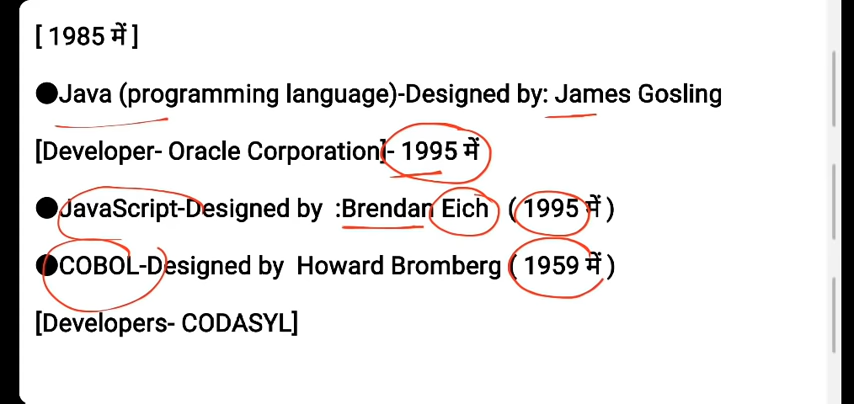 [ 1985 में ]
●Java (programming language)-Designed by: James Gosling
[Developer- Oracle Corporation]- 1995 में
●JavaScript-Designed by :Brendan Eich ( 1995 में )
●COBOL-Designed by Howard Bromberg ( 1959 में )
[Developers- CODASYL]